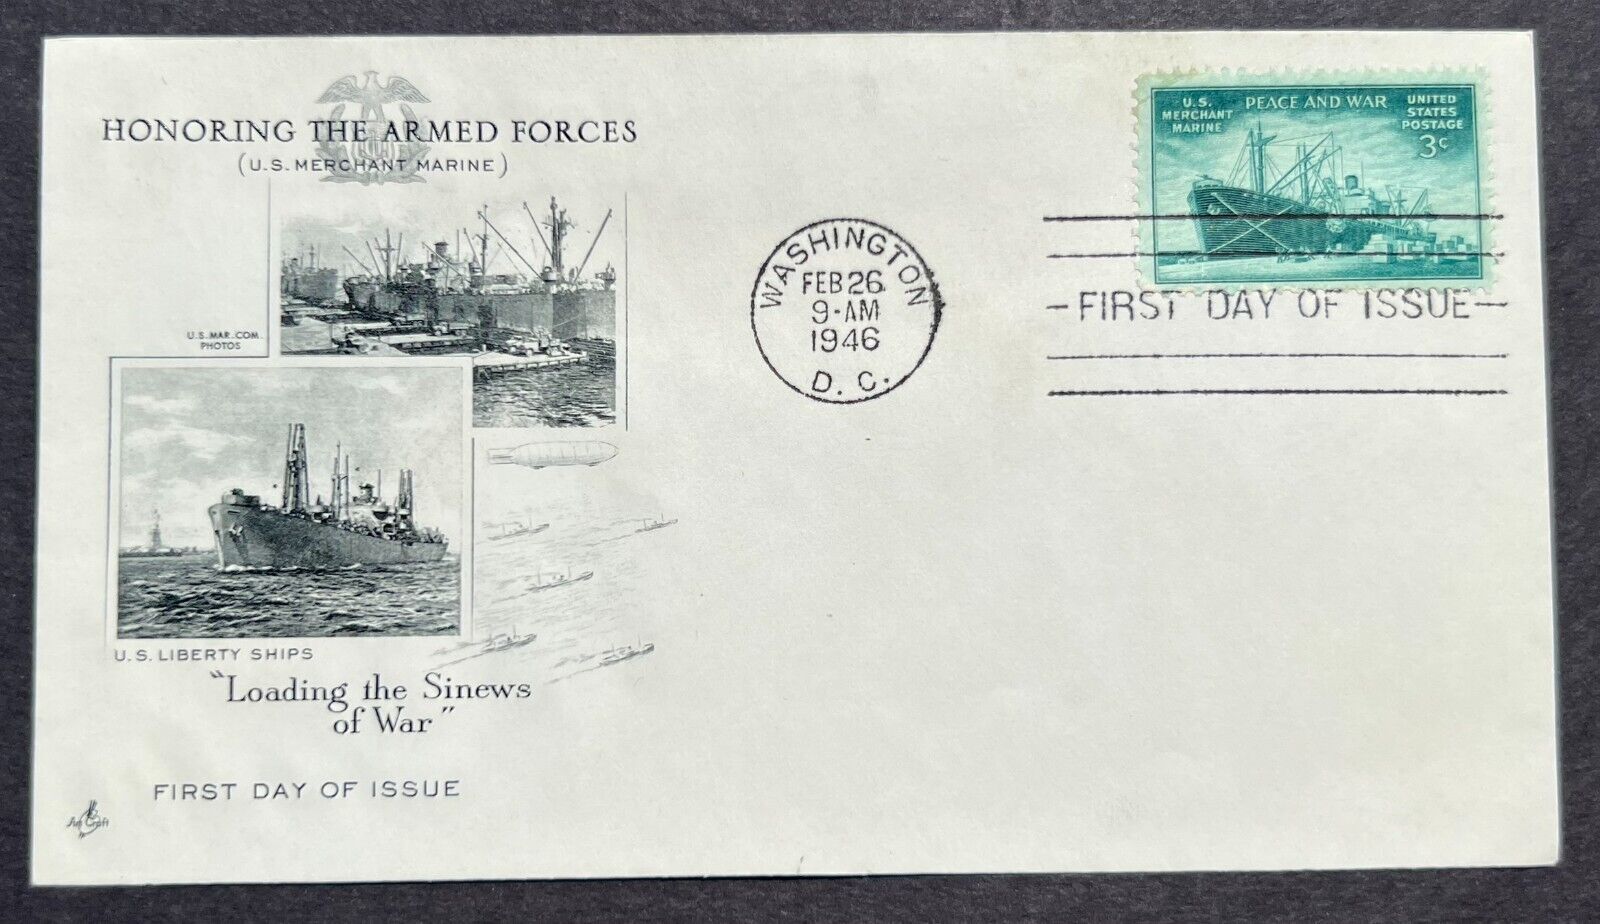 HONORING THE ARMED FORCES
(U.S. MERCHANT MARINE)
U.S. MAR. COM.
PHOTOS
U.S. LIBERTY SHIPS
"Loading the Sinews
of War"
FIRST DAY OF ISSUE
Art Craft
WASHINGTON
FEB 26
9-AM
1946
D. C.
U.S.
MERCHANT
MARINE
PEACE AND WAR
UNITED
STATES
POSTAGE
3¢
-FIRST DAY OF ISSUE-